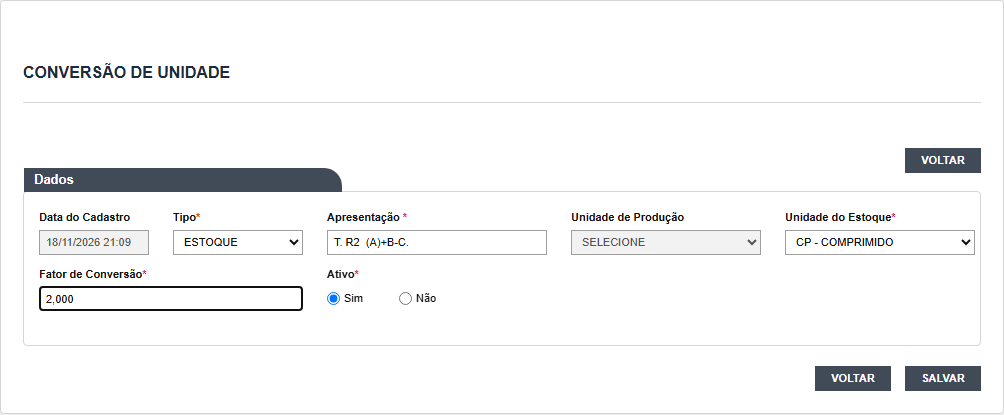 CONVERSÃO DE UNIDADE
VOLTAR
Dados
Data do Cadastro Tipo* Apresentação * Unidade de Produção Unidade do Estoque*
18/11/2026 21:09 ESTOQUE T. R2  (A)+B-C. SELECIONE CP - COMPRIMIDO
Fator de Conversão* Ativo*
2,000 Sim Não
VOLTAR SALVAR